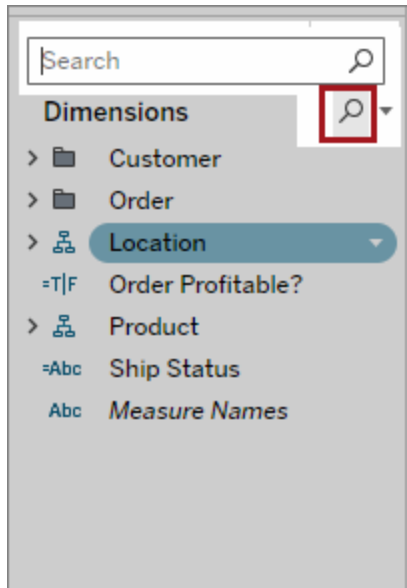 Search
Dimensions
Customer
Order
Location
=T|F Order Profitable?
Product
=Abc Ship Status
Abc Measure Names